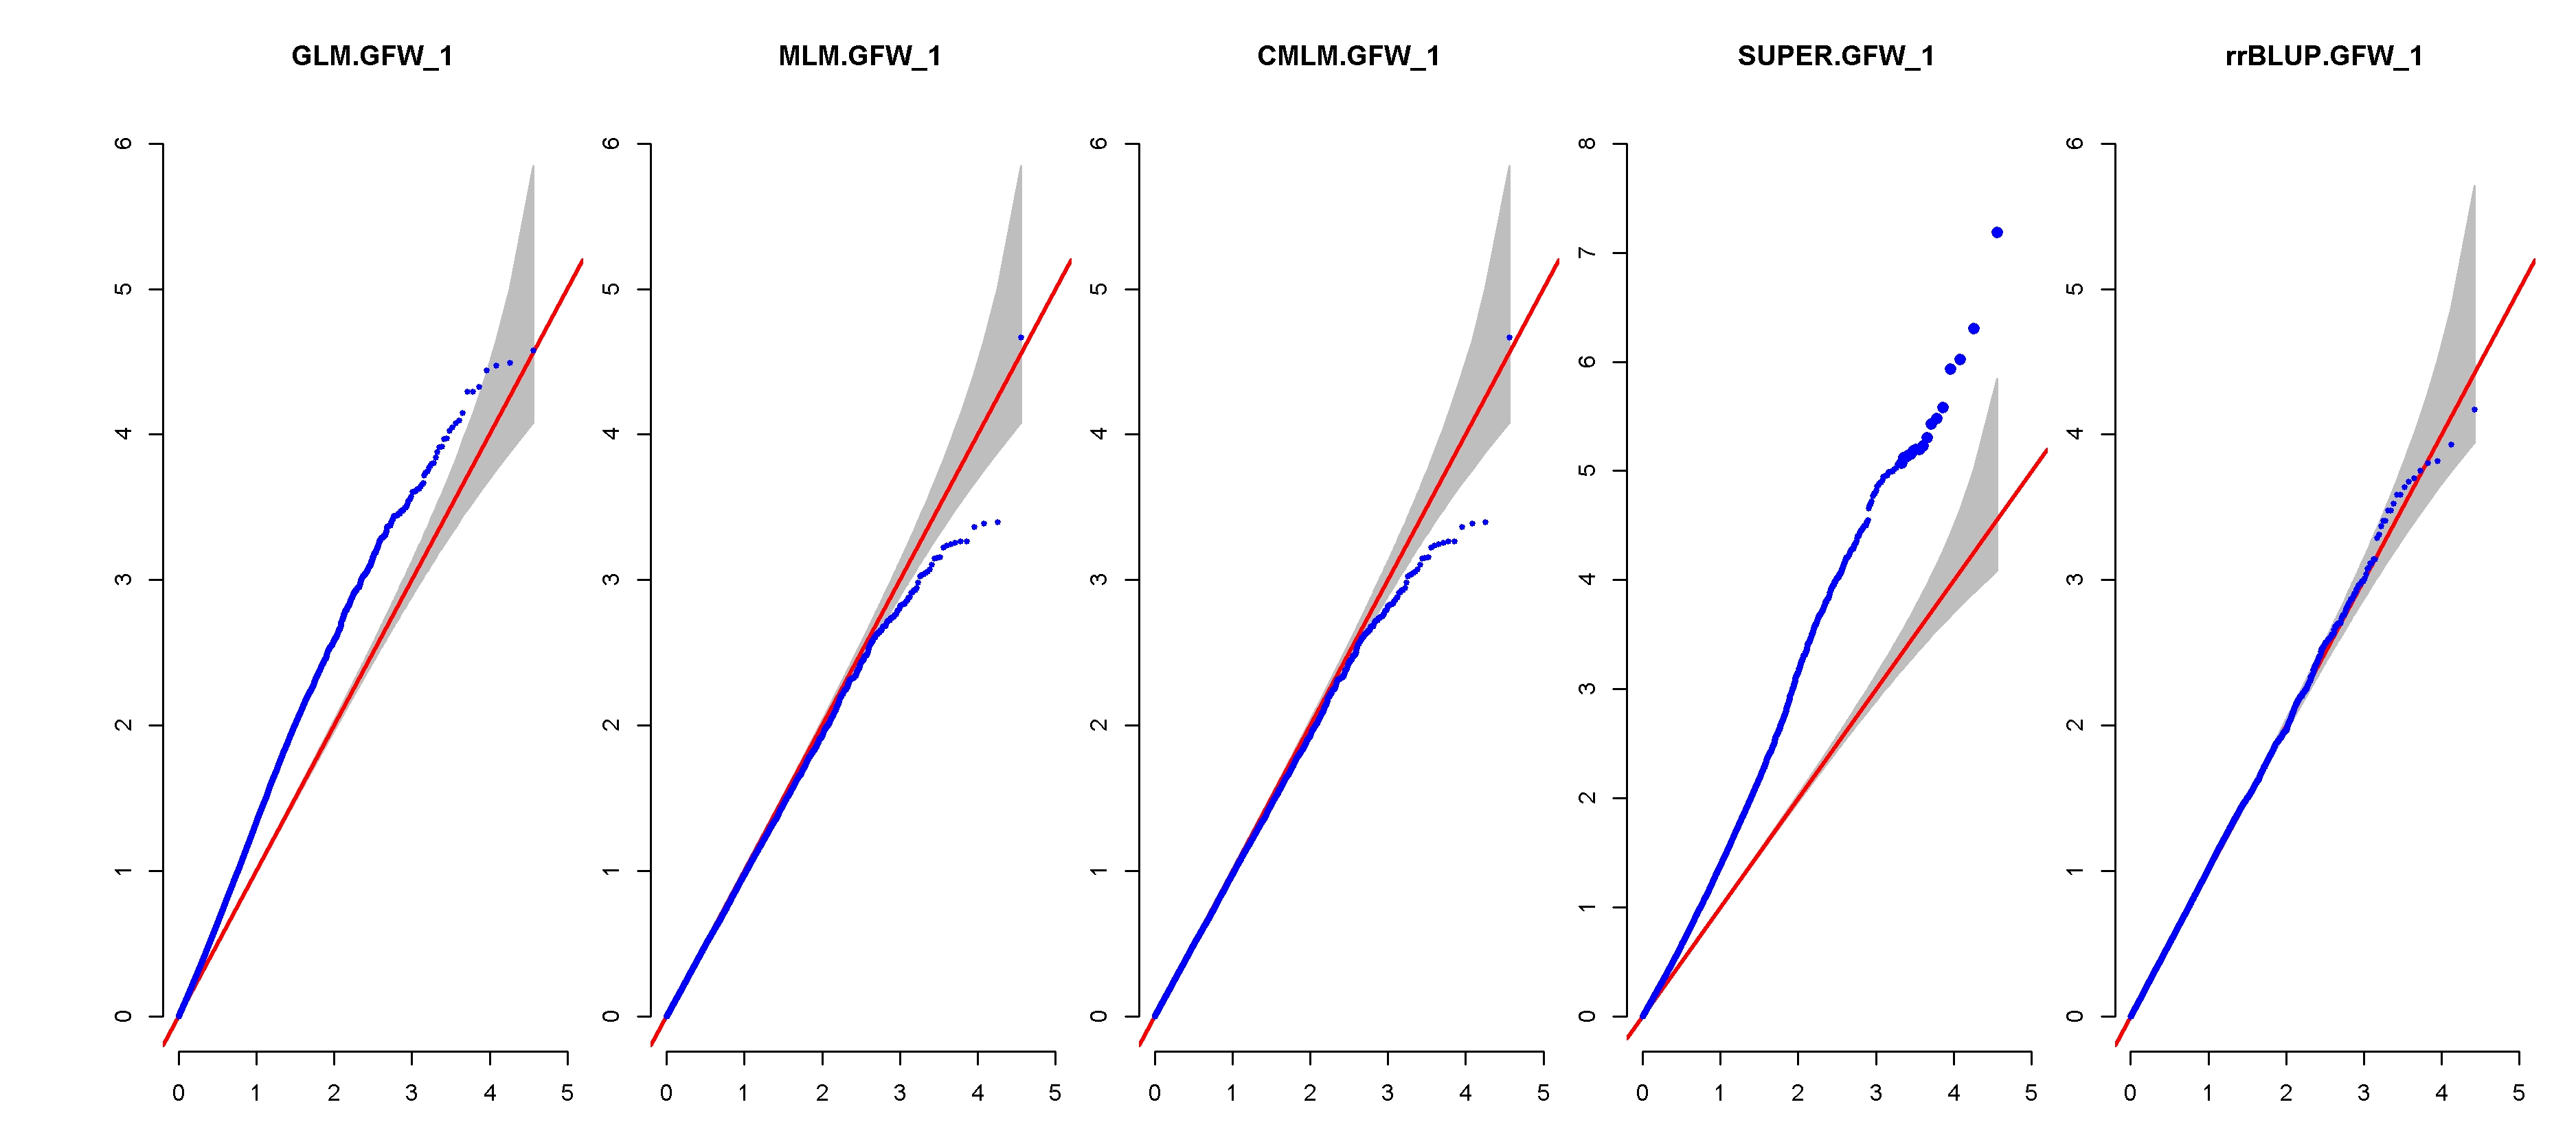 GLM.GFW_1 MLM.GFW_1 CMLM.GFW_1 SUPER.GFW_1 rrBLUP.GFW_1
6 6 6 8 6
7
5 5 5 6 5
5
4 4 4 4
4
3 3 3 3
3
2 2 2 2
2
1 1 1 1 1
0 0 0 0 0
0 1 2 3 4 5 0 1 2 3 4 5 0 1 2 3 4 5 0 1 2 3 4 5 0 1 2 3 4 5